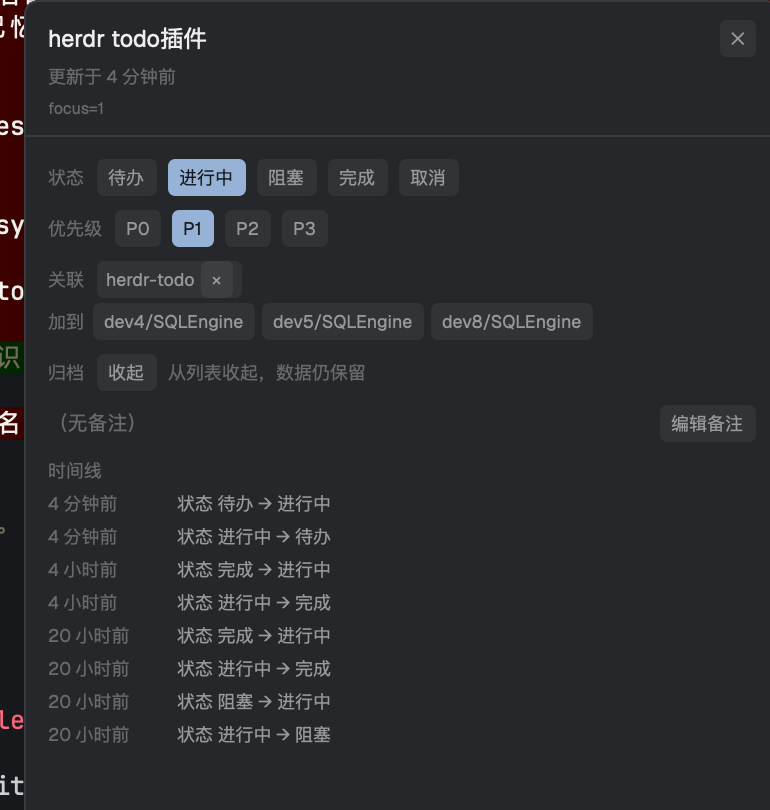 herdr todo插件
×
更新于 4 分钟前
focus=1
es
状态 待办 进行中 阻塞 完成 取消
sy
优先级 P0 P1 P2 P3
关联 herdr-todo ×
to
加到 dev4/SQLEngine dev5/SQLEngine dev8/SQLEngine
识
归档 收起 从列表收起，数据仍保留
名
（无备注） 编辑备注
时间线
4 分钟前 状态 待办 → 进行中
。
4 分钟前 状态 进行中 → 待办
4 小时前 状态 完成 → 进行中
4 小时前 状态 进行中 → 完成
20 小时前 状态 完成 → 进行中
20 小时前 状态 进行中 → 完成
20 小时前 状态 阻塞 → 进行中
le
20 小时前 状态 进行中 → 阻塞
it